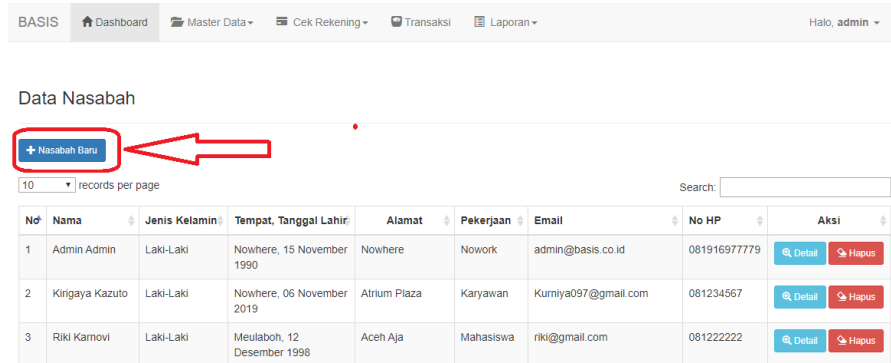 BASIS Dashboard Master Data Cek Rekening Transaksi Laporan Halo, admin
Data Nasabah
+ Nasabah Baru
10 records per page Search:
No Nama Jenis Kelamin Tempat, Tanggal Lahir Alamat Pekerjaan Email No HP Aksi
1 Admin Admin Laki-Laki Nowhere, 15 November Nowhere Nowork admin@basis.co.id 081916977779 Detail Hapus
1990
2 Kirigaya Kazuto Laki-Laki Nowhere, 06 November Atrium Plaza Karyawan Kurniya097@gmail.com 081234567 Detail Hapus
2019
3 Riki Karnovi Laki-Laki Meulaboh, 12 Aceh Aja Mahasiswa riki@gmail.com 081222222 Detail Hapus
Desember 1998